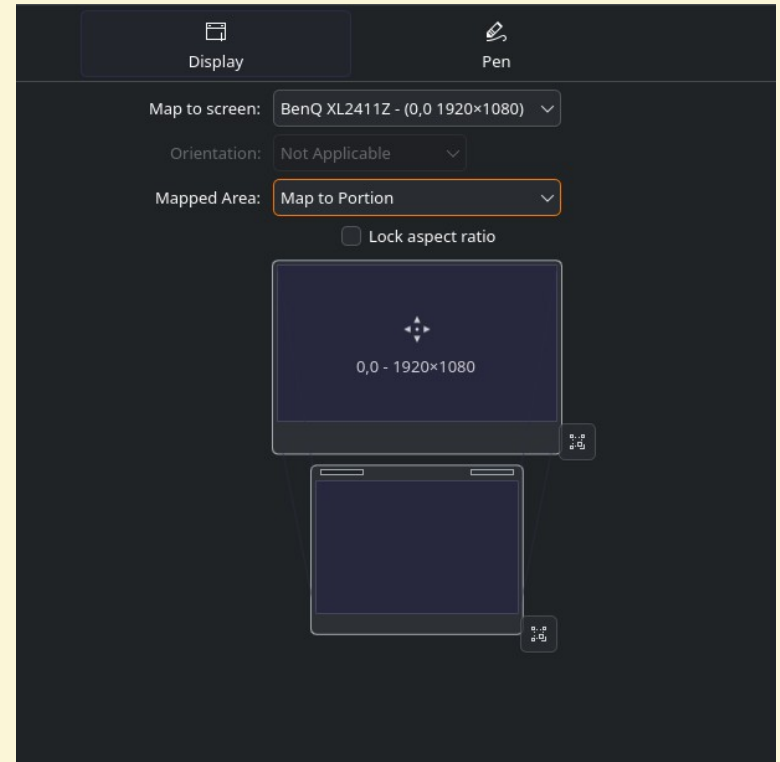 Display
Pen
Map to screen: BenQ XL2411Z - (0,0 1920×1080)
Orientation: Not Applicable
Mapped Area: Map to Portion
Lock aspect ratio
0,0 - 1920×1080